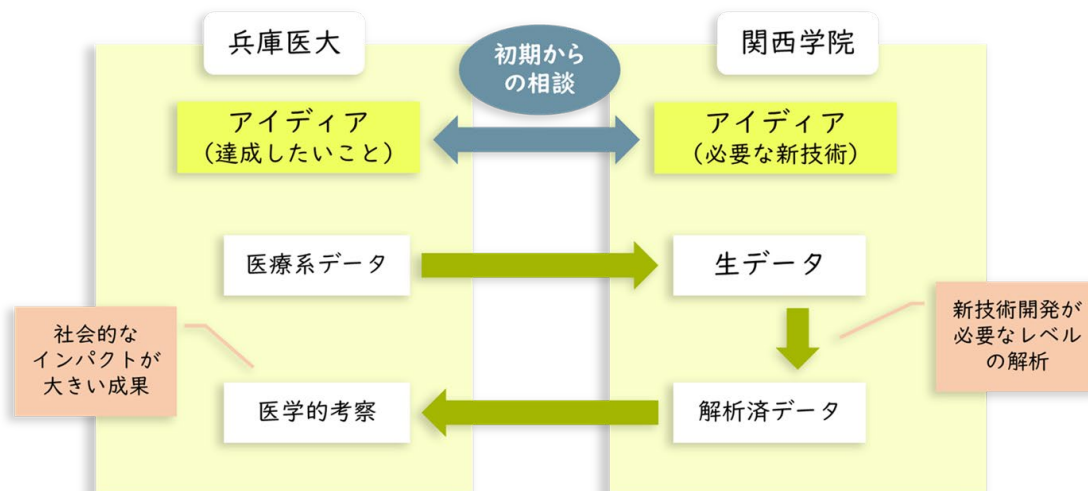 兵庫医大
関西学院
初期から
の相談
アイディア
（達成したいこと）
アイディア
（必要な新技術）
医療系データ
生データ
社会的な
インパクトが
大きい成果
新技術開発が
必要なレベル
の解析
医学的考察
解析済データ